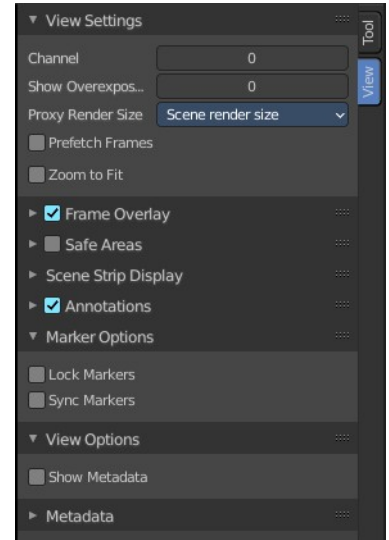 View Settings
Tool
Channel 0
Show Overexpos... 0
View
Proxy Render Size Scene render size
Prefetch Frames
Zoom to Fit
Frame Overlay
Safe Areas
Scene Strip Display
Annotations
Marker Options
Lock Markers
Sync Markers
View Options
Show Metadata
Metadata